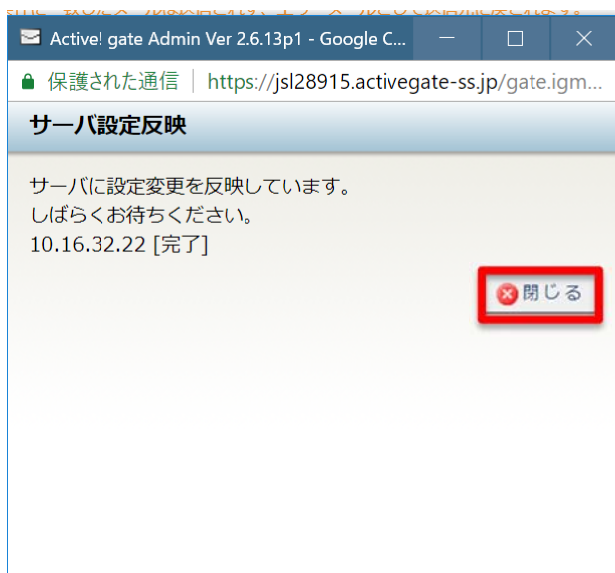 Active! gate Admin Ver 2.6.13p1 - Google C...
保護された通信 | https://jsl28915.activegate-ss.jp/gate.igm...
サーバ設定反映
サーバに設定変更を反映しています。
しばらくお待ちください。
10.16.32.22 [完了]
閉じる